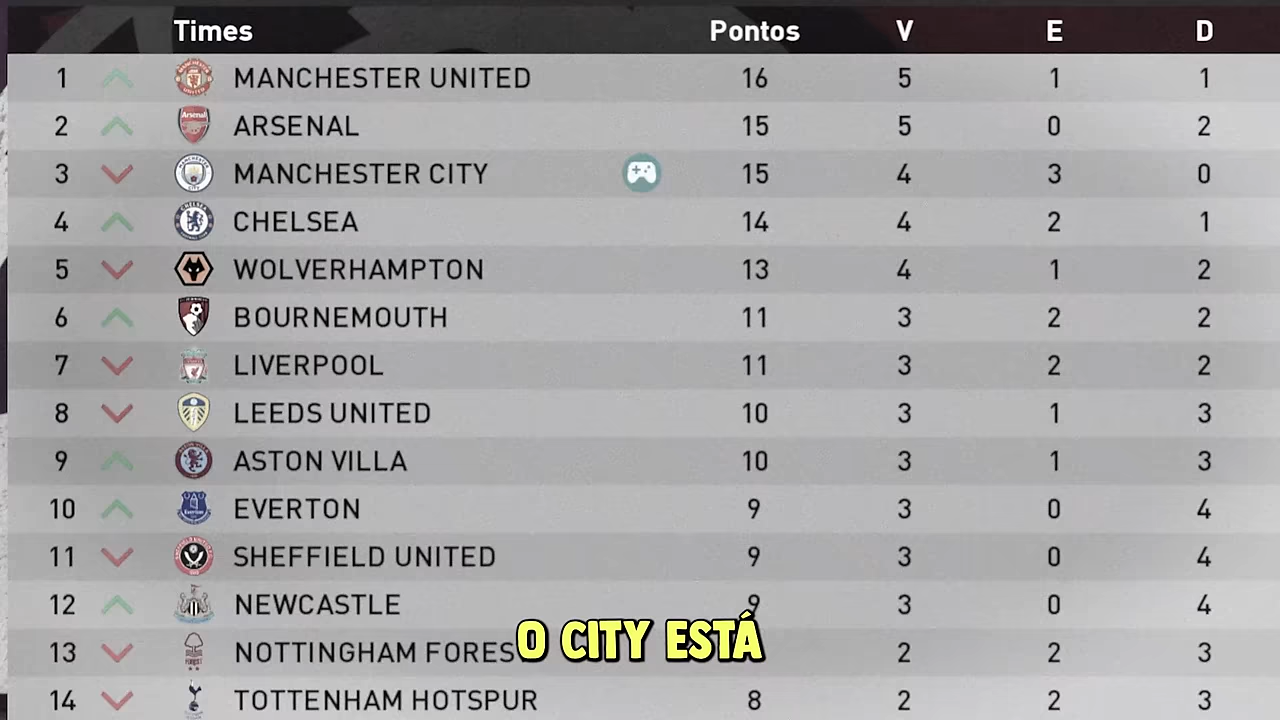 Times Pontos V E D
1 MANCHESTER UNITED 16 5 1 1
2 ARSENAL 15 5 0 2
3 MANCHESTER CITY 15 4 3 0
4 CHELSEA 14 4 2 1
5 WOLVERHAMPTON 13 4 1 2
6 BOURNEMOUTH 11 3 2 2
7 LIVERPOOL 11 3 2 2
8 LEEDS UNITED 10 3 1 3
9 ASTON VILLA 10 3 1 3
10 EVERTON 9 3 0 4
11 SHEFFIELD UNITED 9 3 0 4
12 NEWCASTLE 9 3 0 4
O CITY ESTÁ
13 NOTTINGHAM FORES 2 2 3
14 TOTTENHAM HOTSPUR 8 2 2 3